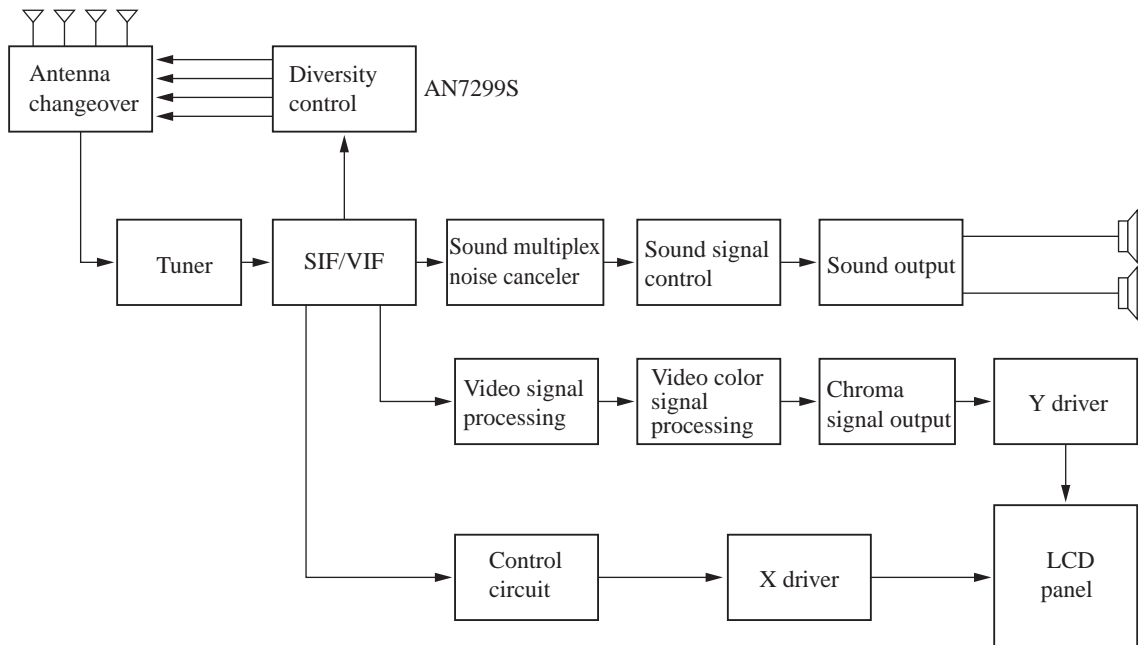 Antenna
changeover
Diversity
control
AN7299S
Tuner
SIF/VIF
Sound multiplex
noise canceler
Sound signal
control
Sound output
Video signal
processing
Video color
signal
processing
Chroma
signal output
Y driver
Control
circuit
X driver
LCD
panel